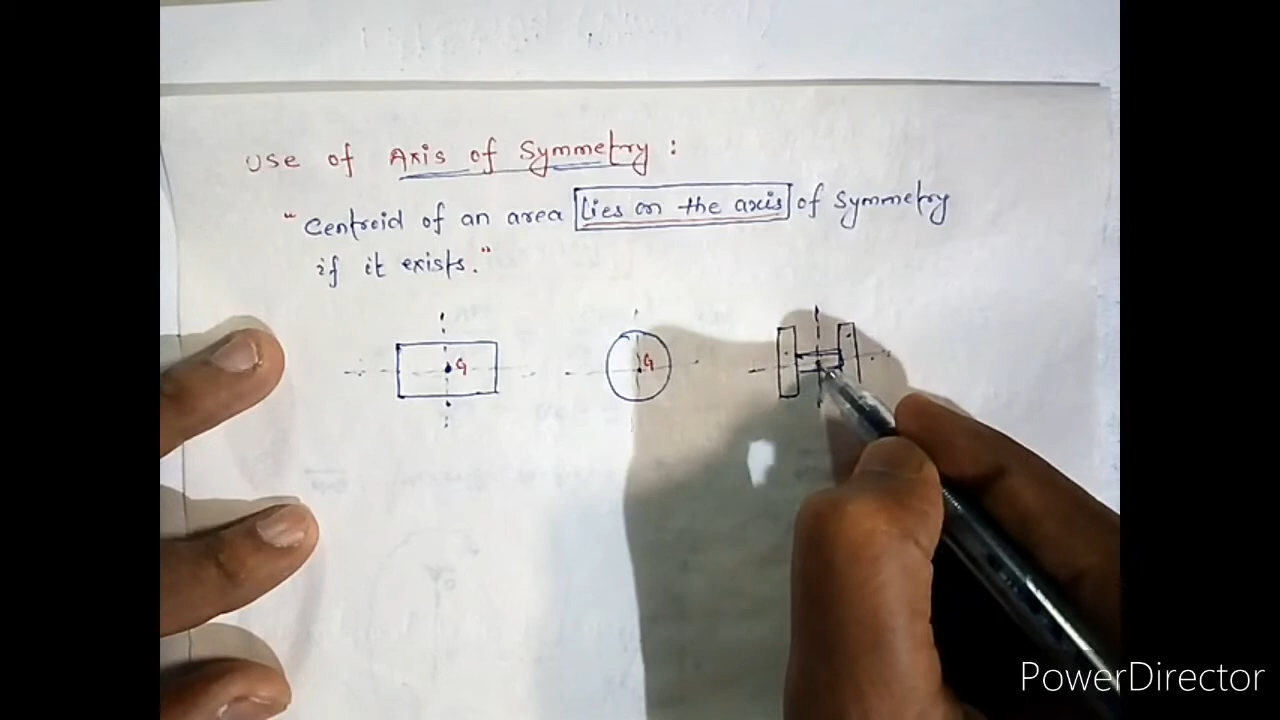 Use of Axis of Symmetry :
"Centroid of an area lies on the axis of symmetry
if it exists."
G G
PowerDirector